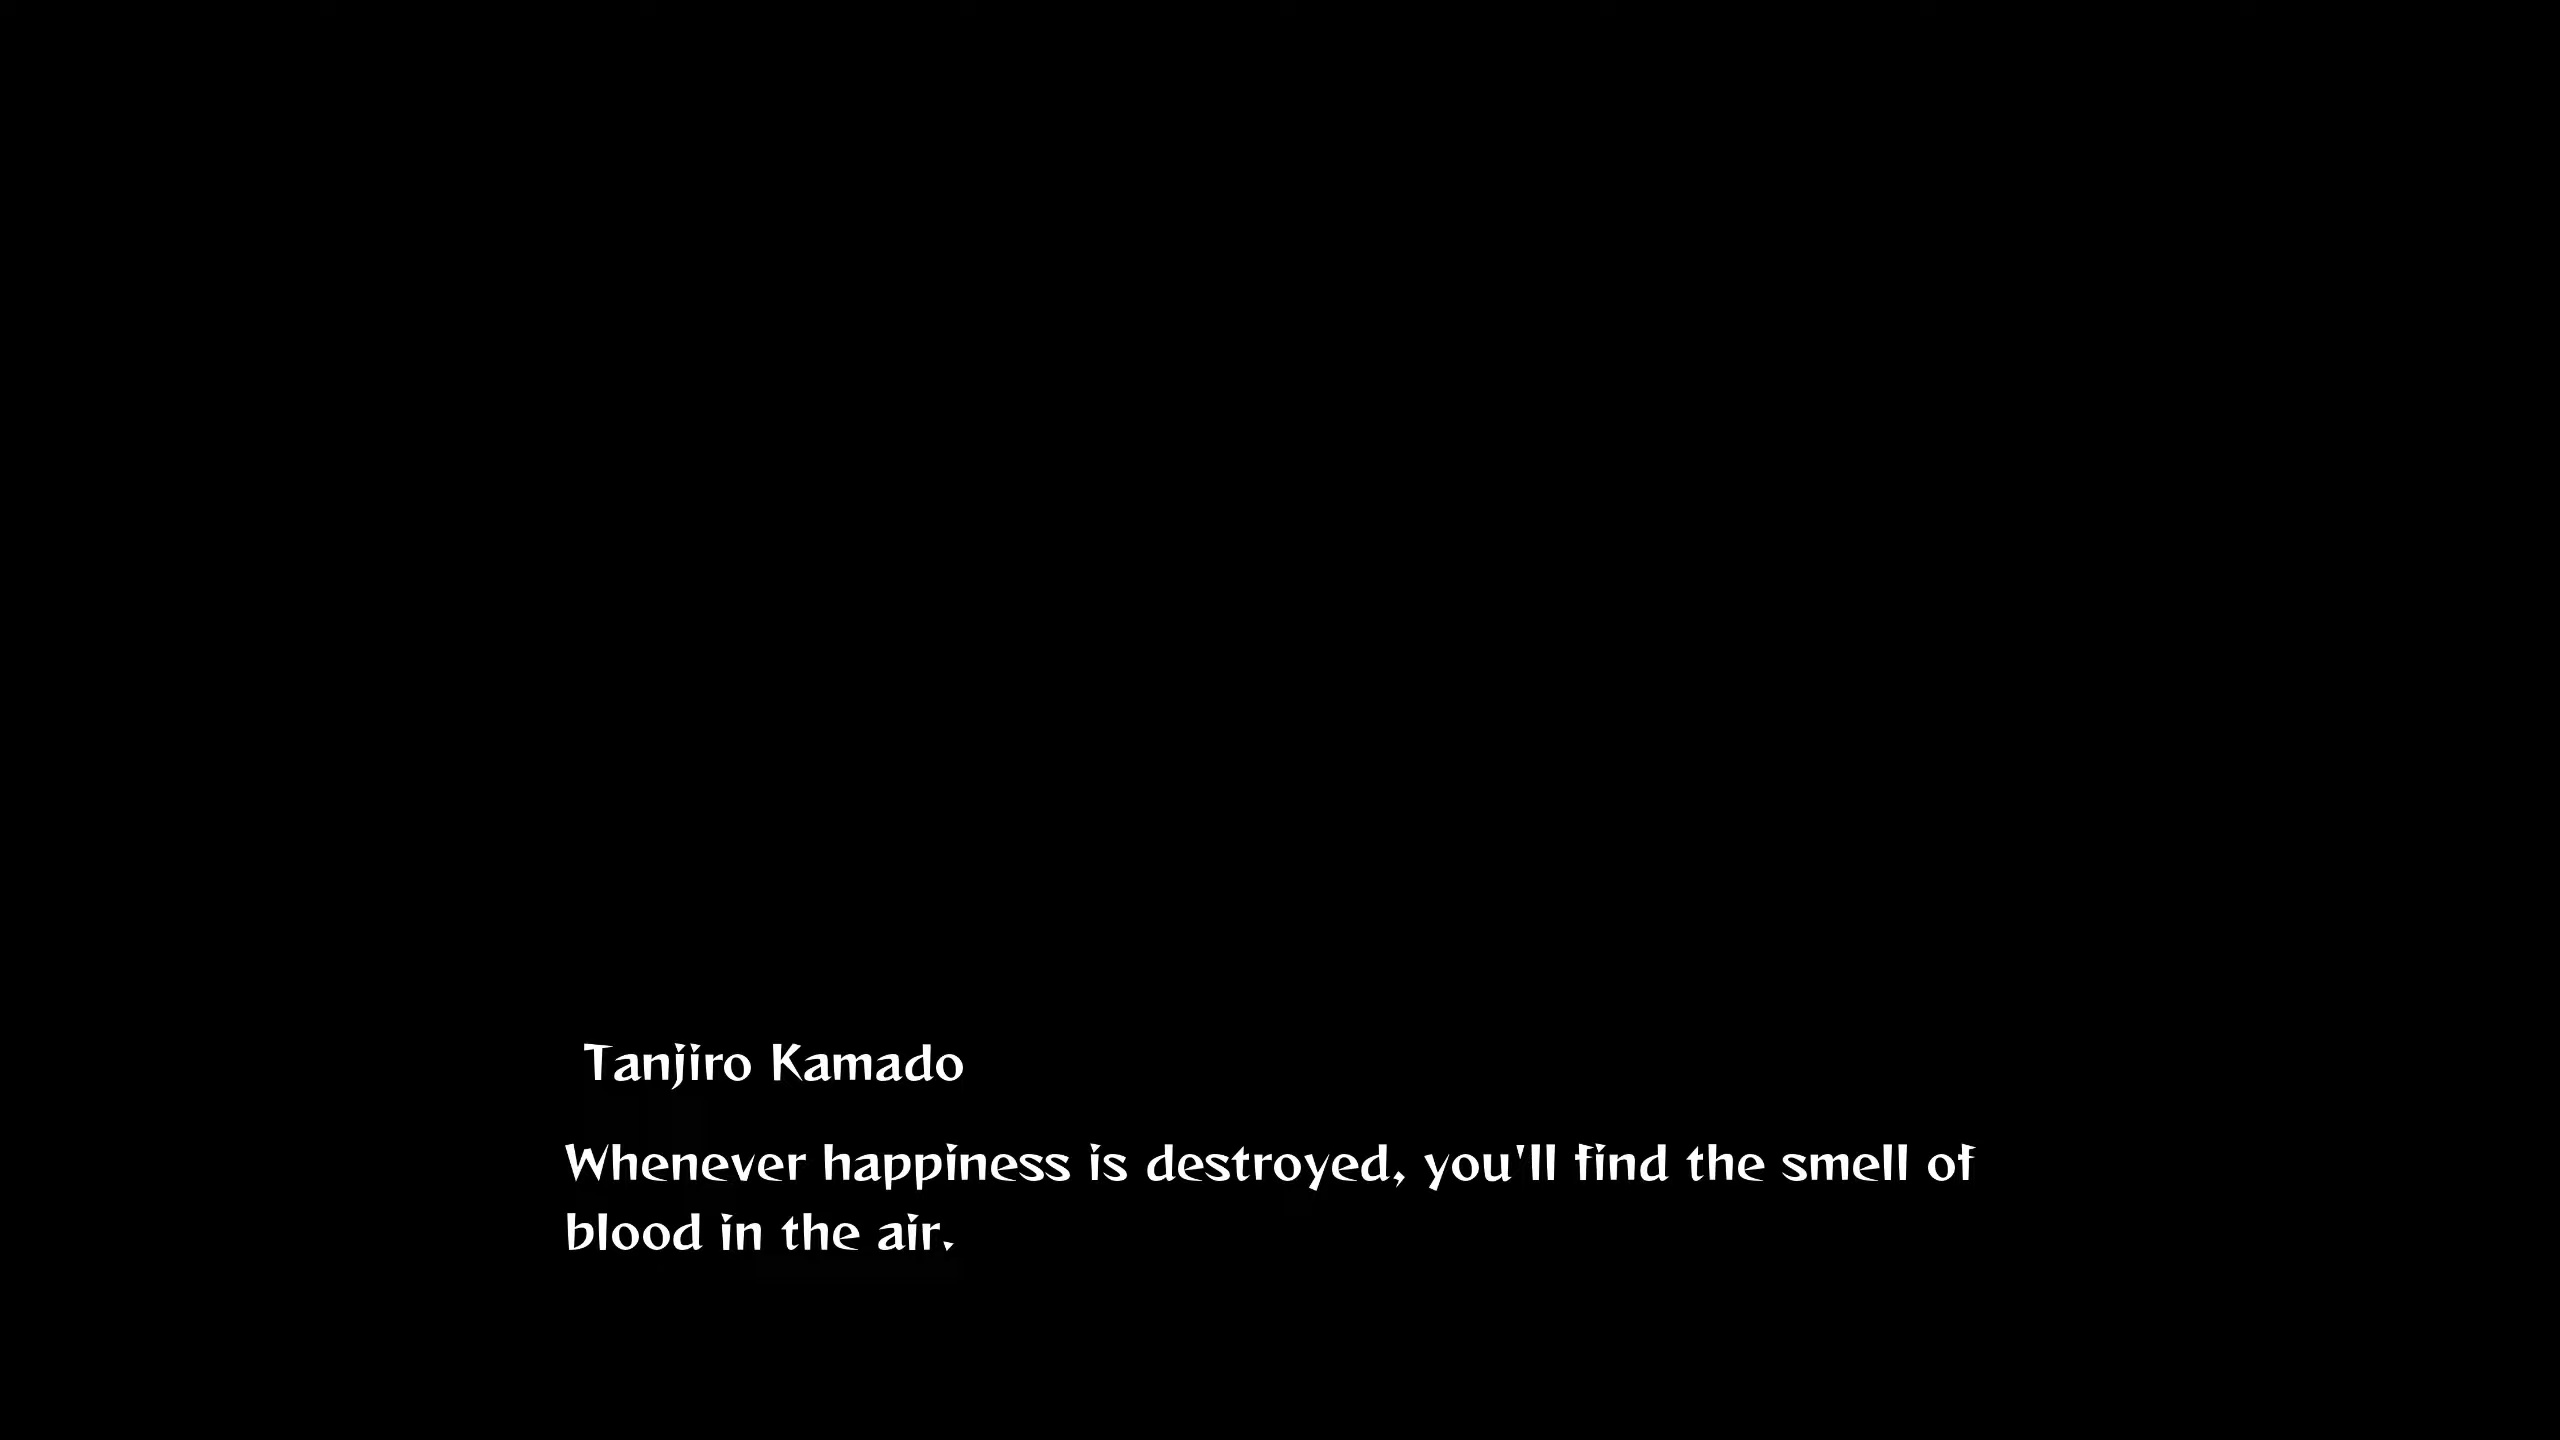 Tanjiro Kamado
Whenever happiness is destroyed, you'll find the smell of
blood in the air.